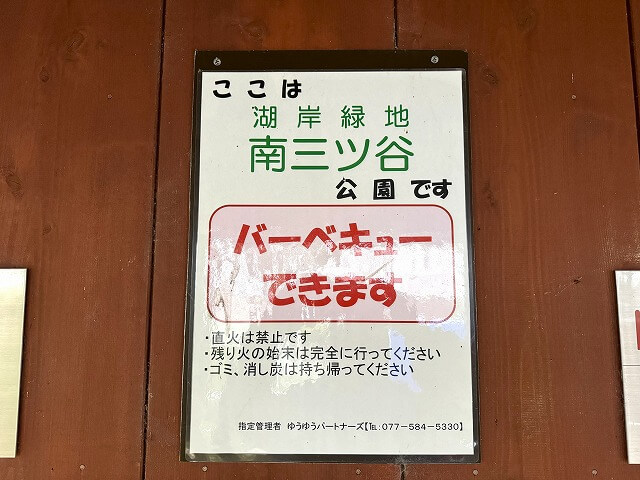 ここは
湖岸緑地
南三ツ谷
公園です
バーベキュー
できます
・直火は禁止です
・残り火の始末は完全に行ってください
・ゴミ、消し炭は持ち帰ってください
指定管理者 ゆうゆうパートナーズ【℡:077-584-5330】